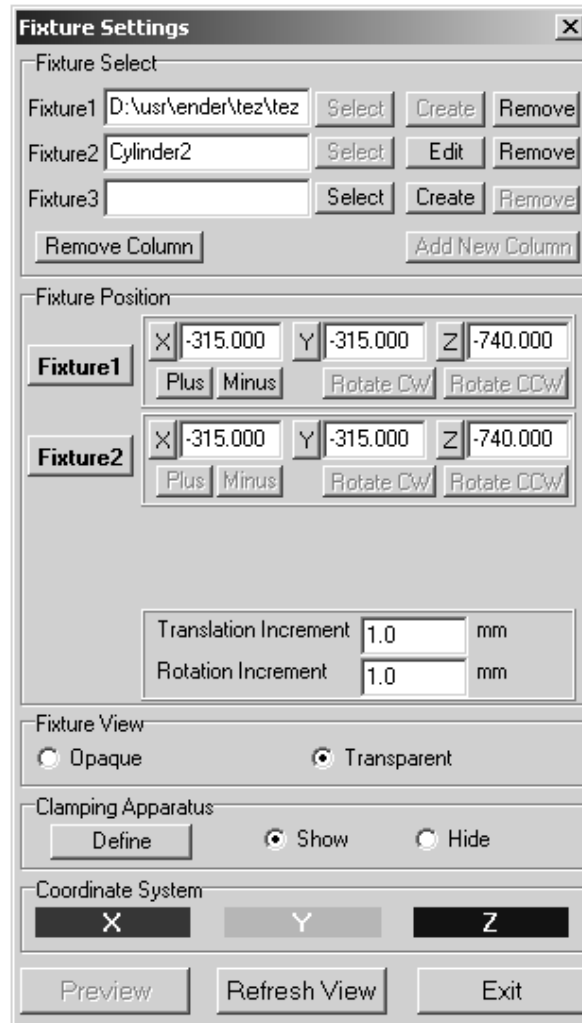 Fixture Settings X
Fixture Select
Fixture1 D:\usr\ender\tez\tez Select Create Remove
Fixture2 Cylinder2 Select Edit Remove
Fixture3 Select Create Remove
Remove Column Add New Column
Fixture Position
Fixture1 X -315.000 Y -315.000 Z -740.000
Plus Minus Rotate CW Rotate CCW
Fixture2 X -315.000 Y -315.000 Z -740.000
Plus Minus Rotate CW Rotate CCW
Translation Increment 1.0 mm
Rotation Increment 1.0 mm
Fixture View
Opaque Transparent
Clamping Apparatus
Define Show Hide
Coordinate System
X Y Z
Preview Refresh View Exit